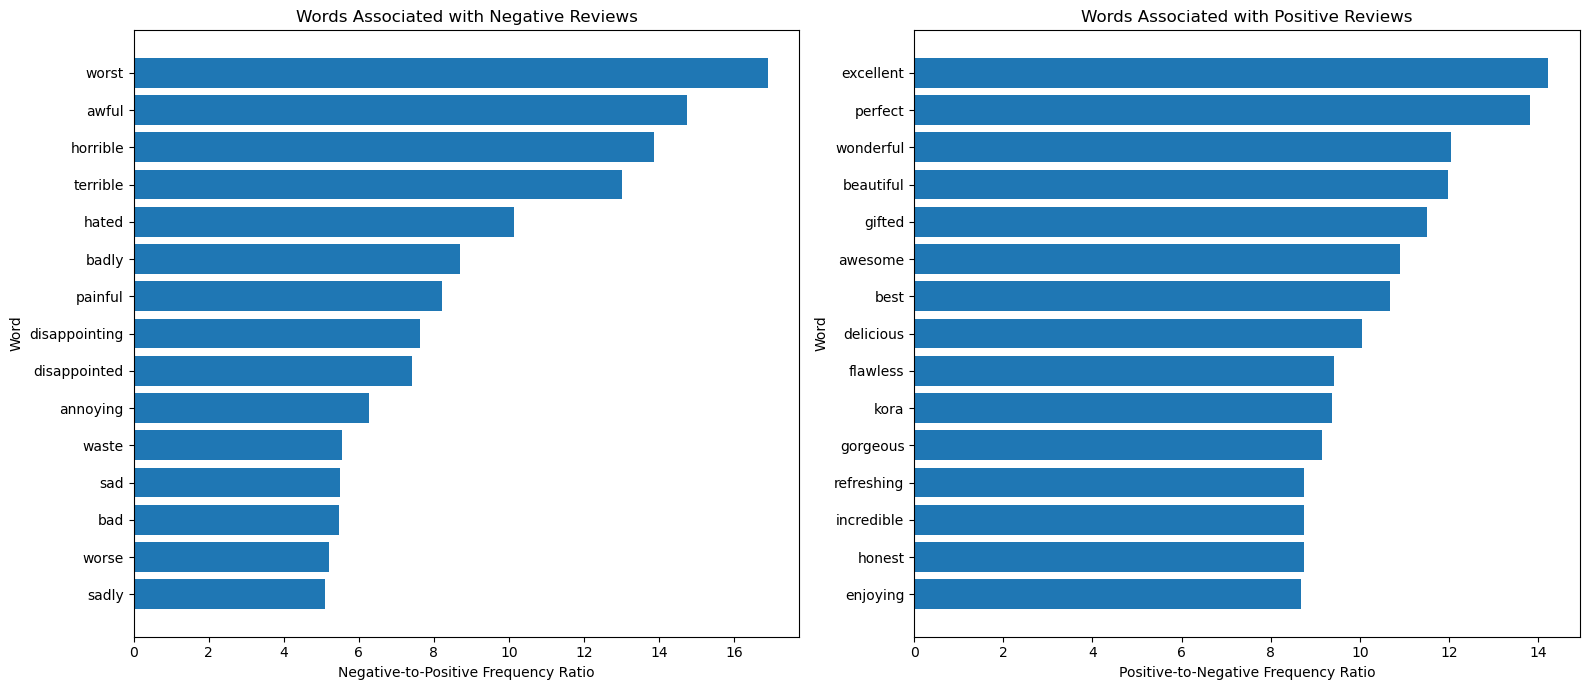 Words Associated with Negative Reviews
Word
worst
awful
horrible
terrible
hated
badly
painful
disappointing
disappointed
annoying
waste
sad
bad
worse
sadly
0 2 4 6 8 10 12 14 16
Negative-to-Positive Frequency Ratio
Words Associated with Positive Reviews
Word
excellent
perfect
wonderful
beautiful
gifted
awesome
best
delicious
flawless
kora
gorgeous
refreshing
incredible
honest
enjoying
0 2 4 6 8 10 12 14
Positive-to-Negative Frequency Ratio